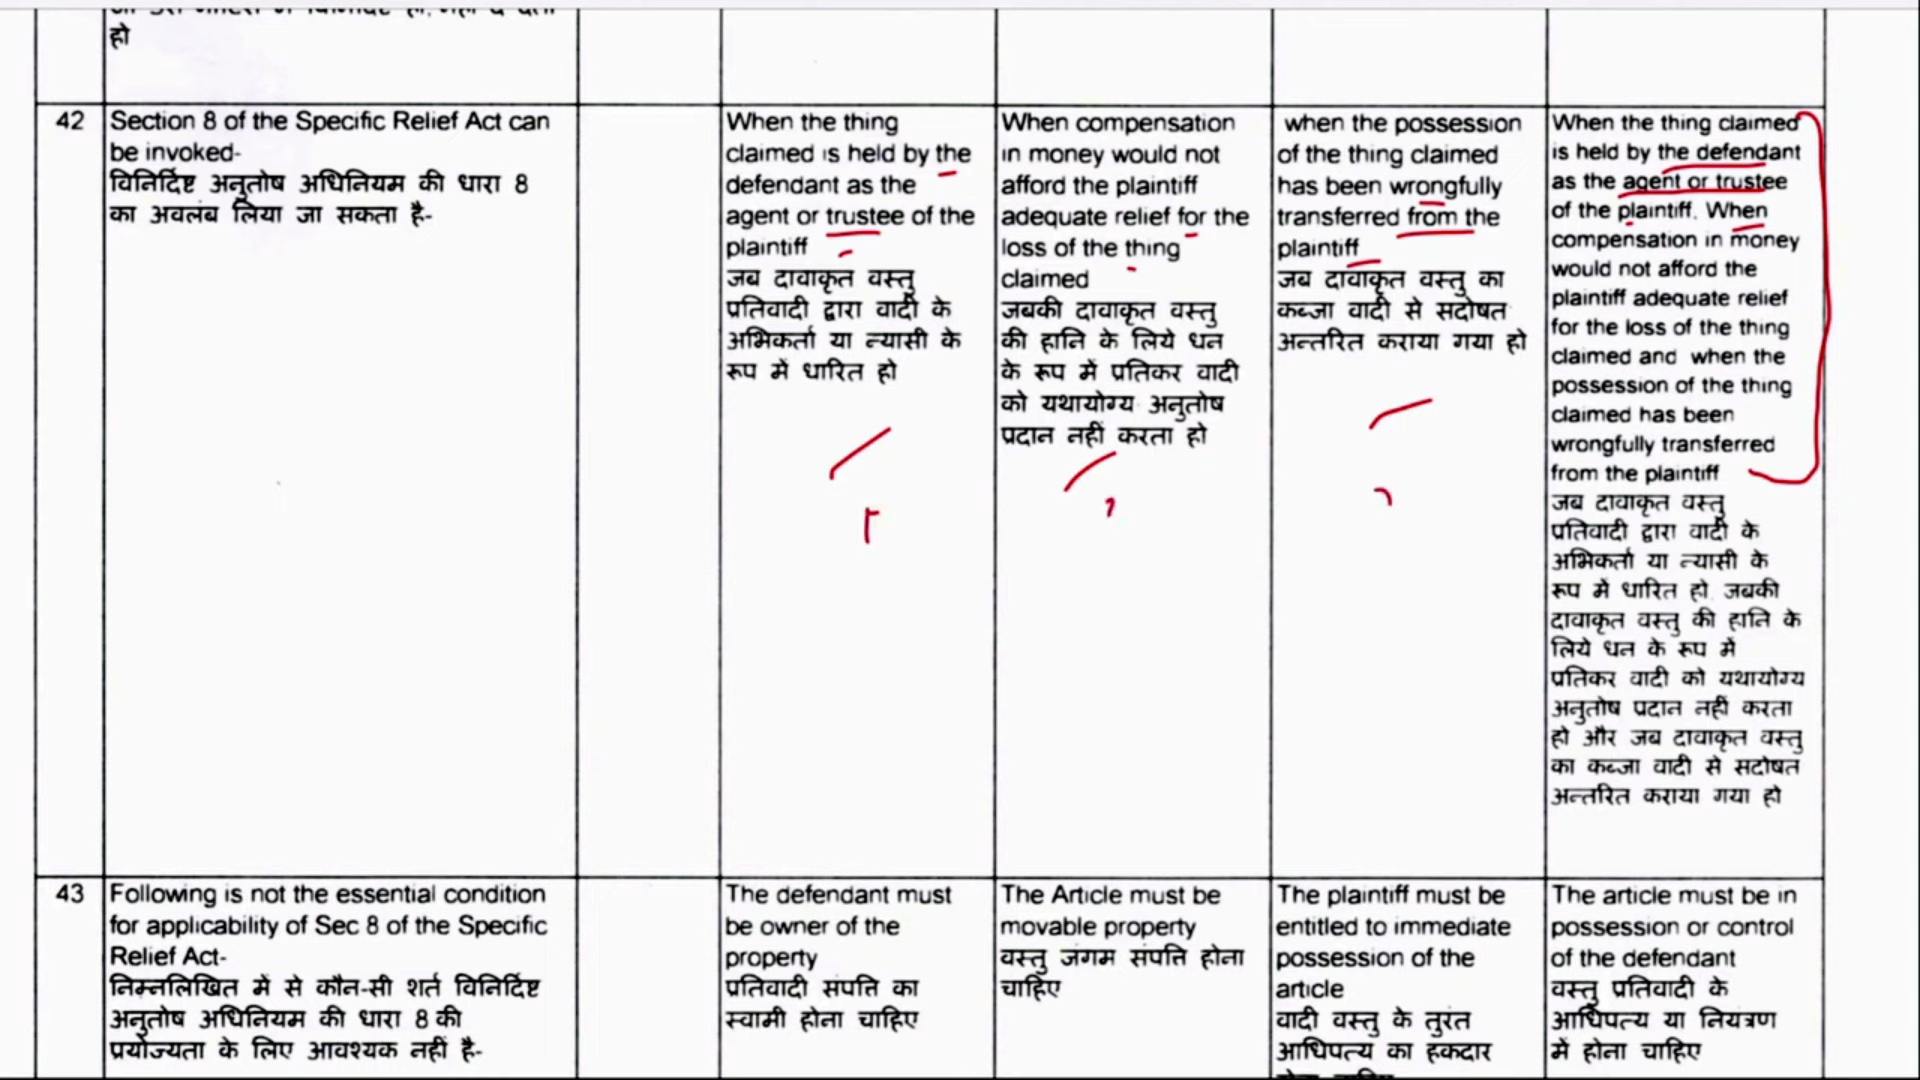 हो
42
Section 8 of the Specific Relief Act can
be invoked-
विनिर्दिष्ट अनुतोष अधिनियम की धारा 8
का अवलंब लिया जा सकता है-
When the thing
claimed is held by the
defendant as the
agent or trustee of the
plaintiff
जब दावाकृत वस्तु
प्रतिवादी द्वारा वादी के
अभिकर्ता या न्यासी के
रूप में धारित हो
When compensation
in money would not
afford the plaintiff
adequate relief for the
loss of the thing
claimed
जबकी दावाकृत वस्तु
की हानि के लिये धन
के रूप में प्रतिकर वादी
को यथायोग्य अनुतोष
प्रदान नहीं करता हो
when the possession
of the thing claimed
has been wrongfully
transferred from the
plaintiff
जब दावाकृत वस्तु का
कब्जा वादी से सदोषत
अन्तरित कराया गया हो
When the thing claimed
is held by the defendant
as the agent or trustee
of the plaintiff, When
compensation in money
would not afford the
plaintiff adequate relief
for the loss of the thing
claimed and when the
possession of the thing
claimed has been
wrongfully transferred
from the plaintiff
जब दावाकृत वस्तु
प्रतिवादी द्वारा वादी के
अभिकर्ता या न्यासी के
रूप में धारित हो, जबकी
दावाकृत वस्तु की हानि के
लिये धन के रूप में
प्रतिकर वादी को यथायोग्य
अनुतोष प्रदान नहीं करता
हो और जब दावाकृत वस्तु
का कब्जा वादी से सदोषत
अन्तरित कराया गया हो
43
Following is not the essential condition
for applicability of Sec 8 of the Specific
Relief Act-
निम्नलिखित में से कौन-सी शर्त विनिर्दिष्ट
अनुतोष अधिनियम की धारा 8 की
प्रयोज्यता के लिए आवश्यक नहीं है-
The defendant must
be owner of the
property
प्रतिवादी संपत्ति का
स्वामी होना चाहिए
The Article must be
movable property
वस्तु जंगम संपत्ति होना
चाहिए
The plaintiff must be
entitled to immediate
possession of the
article
वादी वस्तु के तुरंत
आधिपत्य का हकदार
The article must be in
possession or control
of the defendant
वस्तु प्रतिवादी के
आधिपत्य या नियंत्रण
में होना चाहिए